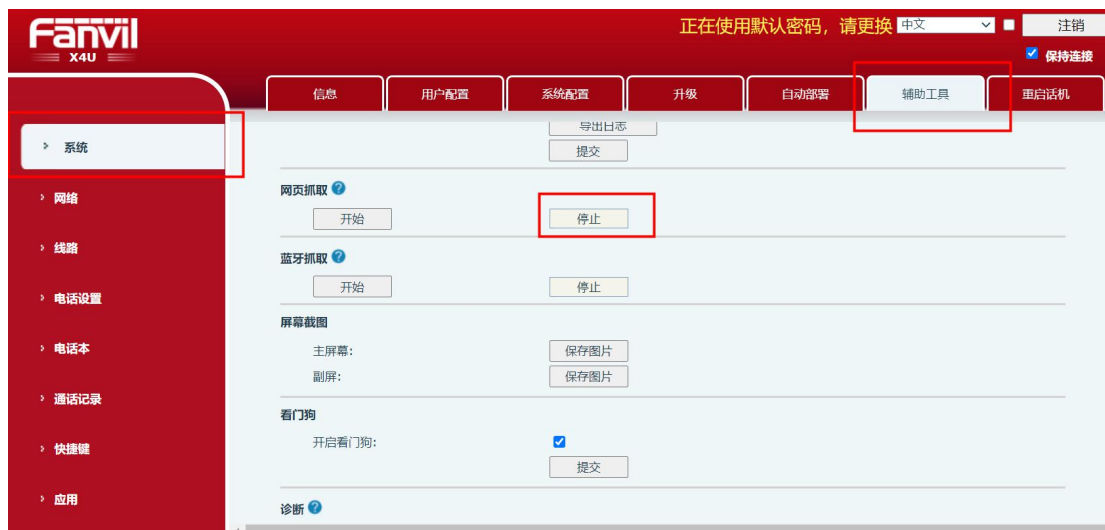 Fanvil
X4U
正在使用默认密码，请更换 中文 注销
保持连接
信息 用户配置 系统配置 升级 自动部署 辅助工具 重启话机
系统
网络
线路
电话设置
电话本
通话记录
快捷键
应用
导出日志
提交
网页抓取 ?
开始 停止
蓝牙抓取 ?
开始 停止
屏幕截图
主屏幕: 保存图片
副屏: 保存图片
看门狗
开启看门狗:
提交
诊断 ?